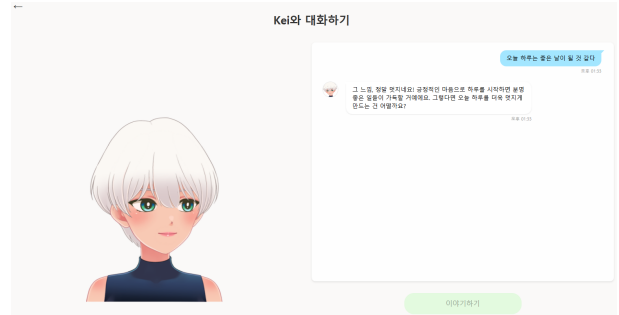 ←
Kei와 대화하기
오늘 하루는 좋은 날이 될 것 같다
오후 01:33
그 느낌, 정말 멋지네요! 긍정적인 마음으로 하루를 시작하면 분명
좋은 일들이 가득할 거예요. 그렇다면 오늘 하루를 더욱 멋지게
만드는 건 어떨까요?
오후 01:33
이야기하기